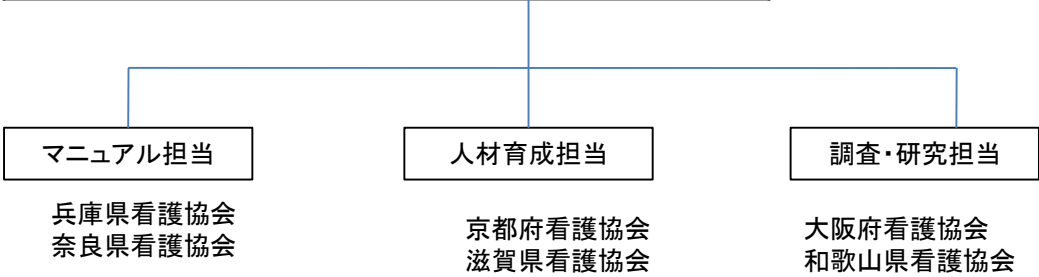 マニュアル担当
兵庫県看護協会
奈良県看護協会
人材育成担当
京都府看護協会
滋賀県看護協会
調査・研究担当
大阪府看護協会
和歌山県看護協会